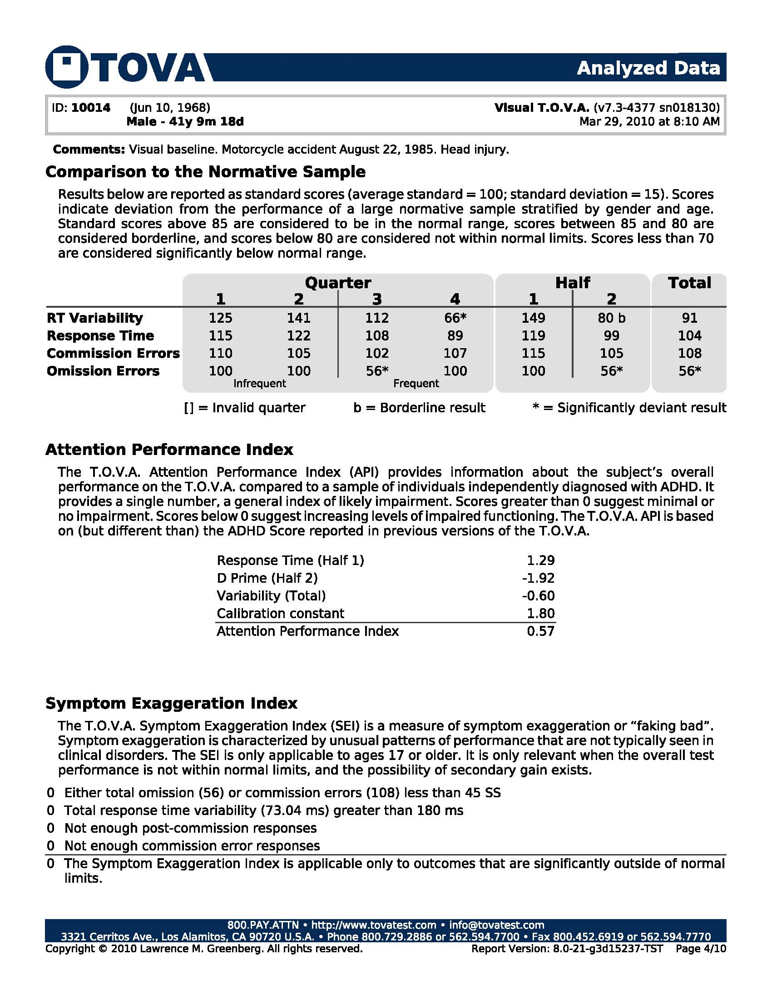 TOVA Analyzed Data
ID: 10014 (Jun 10, 1968) Visual T.O.V.A. (v7.3-4377 sn018130)
Male - 41y 9m 18d Mar 29, 2010 at 8:10 AM
Comments: Visual baseline. Motorcycle accident August 22, 1985. Head injury.
Comparison to the Normative Sample
Results below are reported as standard scores (average standard = 100; standard deviation = 15). Scores
indicate deviation from the performance of a large normative sample stratified by gender and age.
Standard scores above 85 are considered to be in the normal range, scores between 85 and 80 are
considered borderline, and scores below 80 are considered not within normal limits. Scores less than 70
are considered significantly below normal range.
Quarter Half Total
1 2 3 4 1 2
RT Variability 125 141 112 66* 149 80 b 91
Response Time 115 122 108 89 119 99 104
Commission Errors 110 105 102 107 115 105 108
Omission Errors 100 100 56* 100 100 56* 56*
Infrequent Frequent
[] = Invalid quarter b = Borderline result * = Significantly deviant result
Attention Performance Index
The T.O.V.A. Attention Performance Index (API) provides information about the subject's overall
performance on the T.O.V.A. compared to a sample of individuals independently diagnosed with ADHD. It
provides a single number, a general index of likely impairment. Scores greater than 0 suggest minimal or
no impairment. Scores below 0 suggest increasing levels of impaired functioning. The T.O.V.A. API is based
on (but different than) the ADHD Score reported in previous versions of the T.O.V.A.
Response Time (Half 1) 1.29
D Prime (Half 2) -1.92
Variability (Total) -0.60
Calibration constant 1.80
Attention Performance Index 0.57
Symptom Exaggeration Index
The T.O.V.A. Symptom Exaggeration Index (SEI) is a measure of symptom exaggeration or “faking bad”.
Symptom exaggeration is characterized by unusual patterns of performance that are not typically seen in
clinical disorders. The SEI is only applicable to ages 17 or older. It is only relevant when the overall test
performance is not within normal limits, and the possibility of secondary gain exists.
0 Either total omission (56) or commission errors (108) less than 45 SS
0 Total response time variability (73.04 ms) greater than 180 ms
0 Not enough post-commission responses
0 Not enough commission error responses
0 The Symptom Exaggeration Index is applicable only to outcomes that are significantly outside of normal
limits.
800.PAY.ATTN • http://www.tovatest.com • info@tovatest.com
3321 Cerritos Ave., Los Alamitos, CA 90720 U.S.A. • Phone 800.729.2886 or 562.594.7700 • Fax 800.452.6919 or 562.594.7770
Copyright © 2010 Lawrence M. Greenberg. All rights reserved. Report Version: 8.0-21-g3d15237-TST Page 4/10